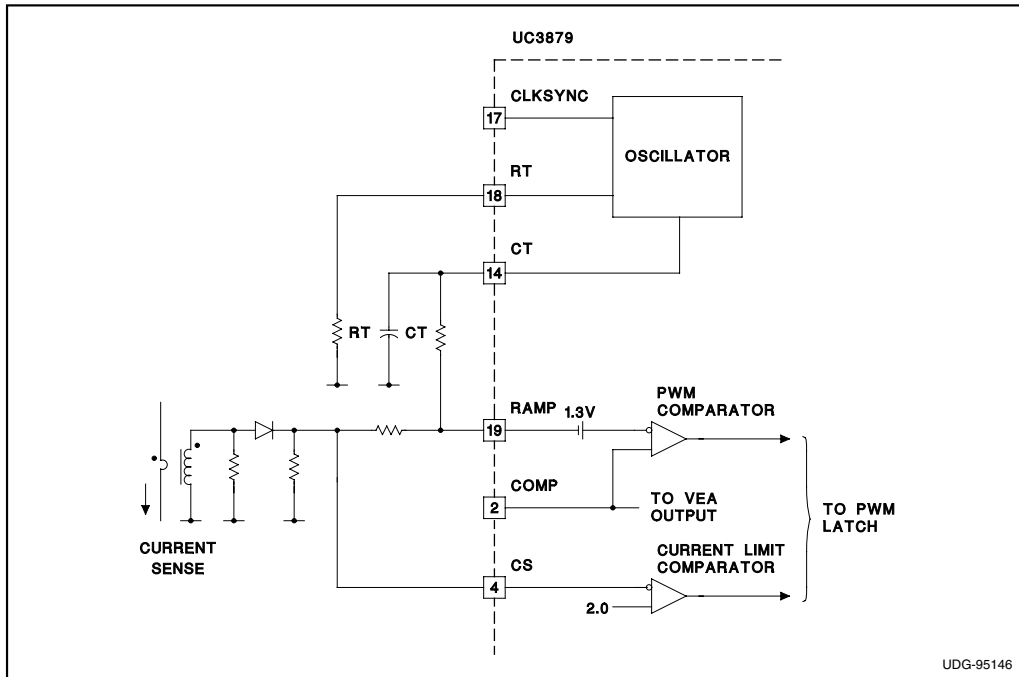 UC3879
CLKSYNC
17
OSCILLATOR
RT
18
CT
14
RT
CT
RAMP
19
1.3V
PWM
COMPARATOR
COMP
2
TO VEA
OUTPUT
TO PWM
LATCH
CURRENT
SENSE
CS
4
CURRENT LIMIT
COMPARATOR
2.0
UDG-95146